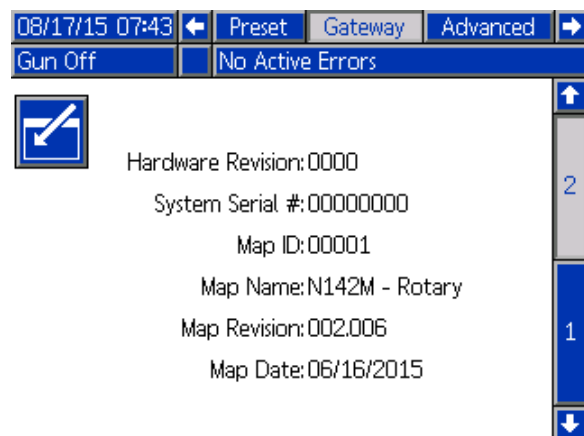 08/17/15 07:43 Preset Gateway Advanced
Gun Off No Active Errors
Hardware Revision: 0000
System Serial #: 00000000
Map ID: 00001
Map Name: N142M - Rotary
Map Revision: 002.006
Map Date: 06/16/2015
2
1